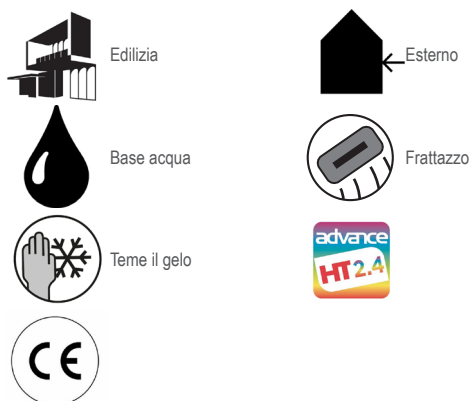 Edilizia
Esterno
Base acqua
Frattazzo
Teme il gelo
advance
HT2.4
CE